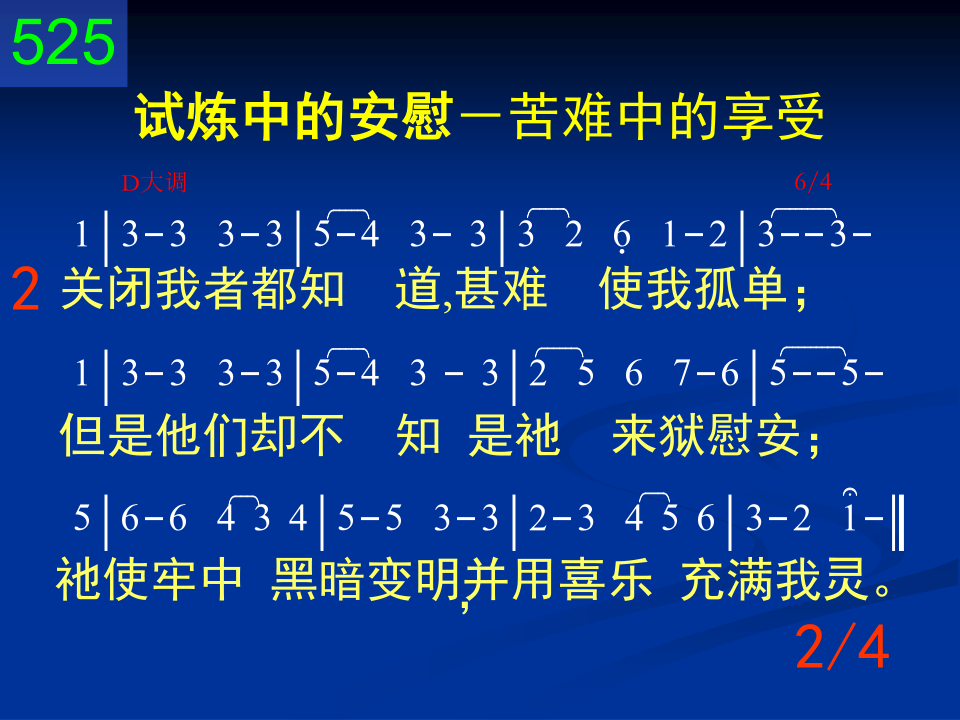 525
试炼中的安慰－苦难中的享受
D大调 6/4
1|3-3 3-3|5-4 3- 3|3 2 6̣ 1-2|3--3-
2 关闭我者都知 道,甚难 使我孤单；
1|3-3 3-3|5-4 3 - 3|2 5 6 7-6|5--5-
但是他们却不 知 是祂 来狱慰安；
5|6-6 4 3 4|5-5 3-3|2-3 4 5 6|3-2 1-‖
祂使牢中 黑暗变明,并用喜乐 充满我灵。
2/4